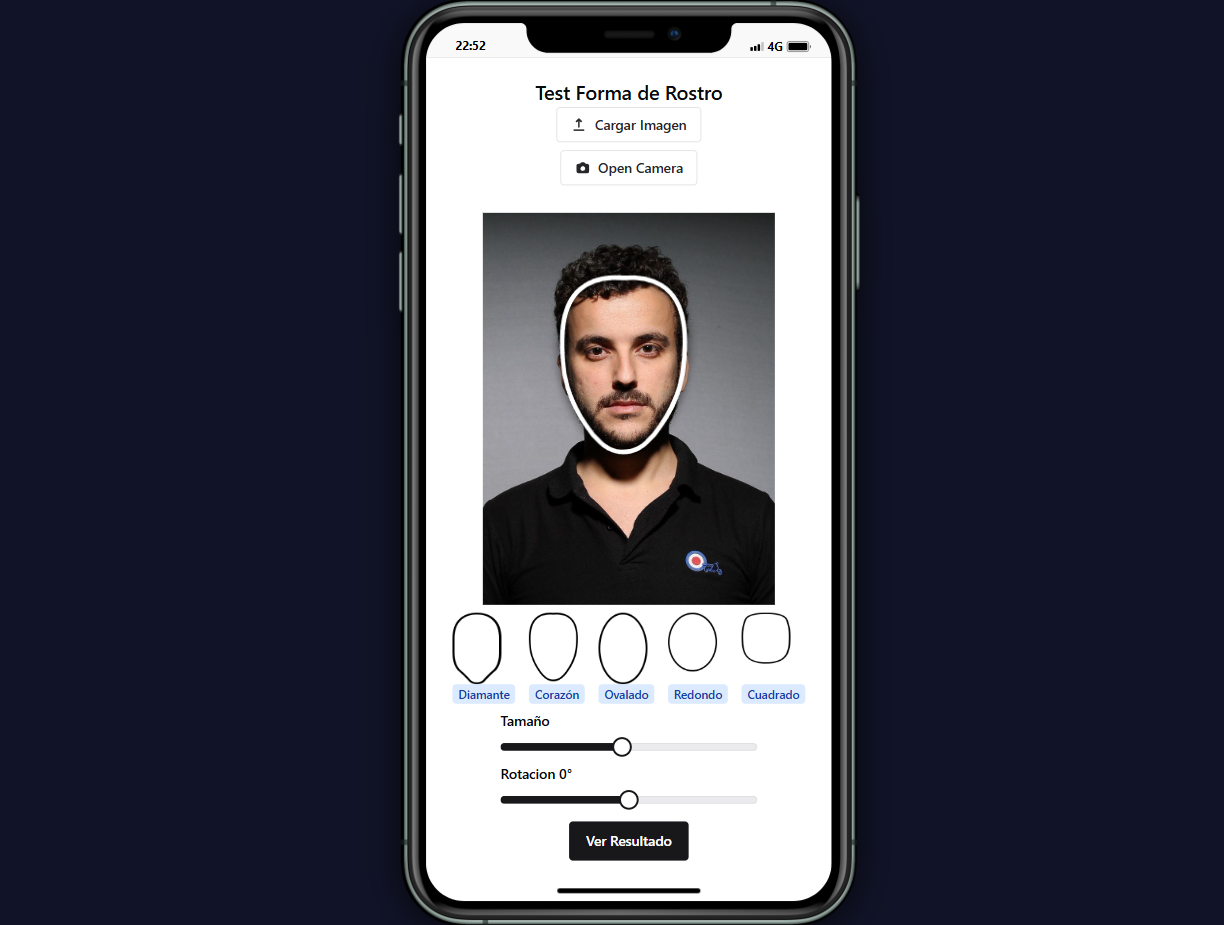 22:52
4G
Test Forma de Rostro
Cargar Imagen
Open Camera
Diamante
Corazón
Ovalado
Redondo
Cuadrado
Tamaño
Rotacion 0°
Ver Resultado